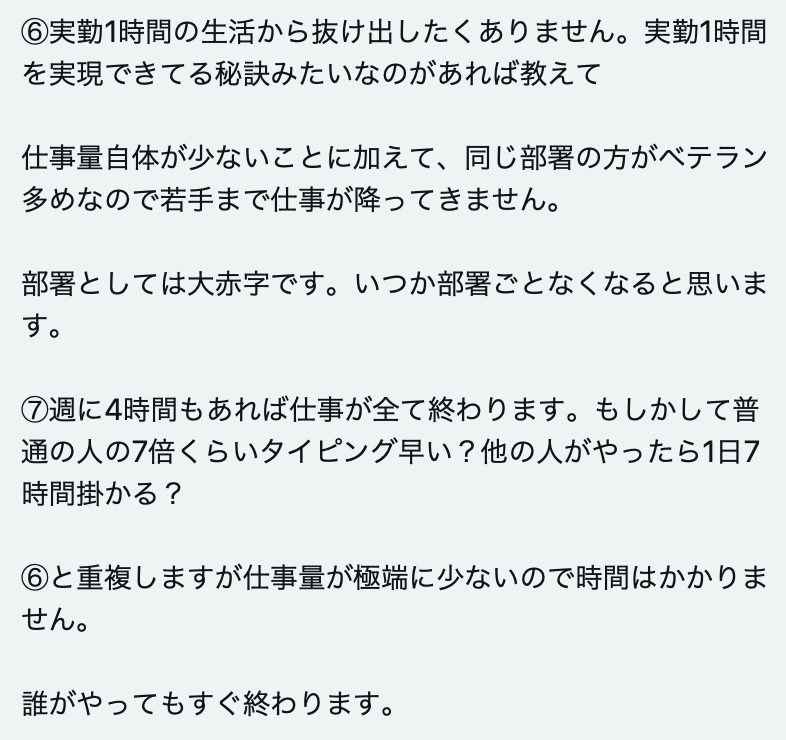 ⑥実勤1時間の生活から抜け出したくありません。実勤1時間
を実現できてる秘訣みたいなのがあれば教えて
仕事量自体が少ないことに加えて、同じ部署の方がベテラン
多めなので若手まで仕事が降ってきません。
部署としては大赤字です。いつか部署ごとなくなると思いま
す。
⑦週に4時間もあれば仕事が全て終わります。もしかして普
通の人の7倍くらいタイピング早い？他の人がやったら1日7
時間掛かる？
⑥と重複しますが仕事量が極端に少ないので時間はかかりま
せん。
誰がやってもすぐ終わります。